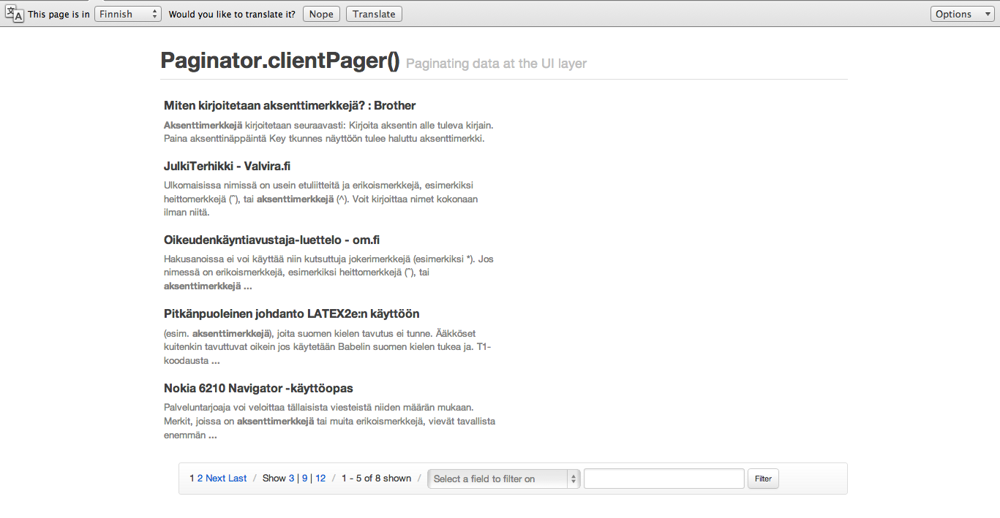 This page is in Finnish Would you like to translate it? Nope Translate Options
Paginator.clientPager() Paginating data at the UI layer
Miten kirjoitetaan aksenttimerkkejä? : Brother
Aksenttimerkkejä kirjoitetaan seuraavasti: Kirjoita aksentin alle tuleva kirjain.
Paina aksenttinäppäintä Key tkunnes näyttöön tulee haluttu aksenttimerkki.
JulkiTerhikki - Valvira.fi
Ulkomaisissa nimissä on usein etuliitteitä ja erikoismerkkejä, esimerkiksi
heittomerkkejä (ˆ), tai aksenttimerkkejä (^). Voit kirjoittaa nimet kokonaan
ilman niitä.
Oikeudenkäyntiavustaja-luettelo - om.fi
Hakusanoissa ei voi käyttää niin kutsuttuja jokerimerkkejä (esimerkiksi *). Jos
nimessä on erikoismerkkejä, esimerkiksi heittomerkkejä (ˆ), tai
aksenttimerkkejä ...
Pitkänpuoleinen johdanto LATEX2e:n käyttöön
(esim. aksenttimerkkejä), joita suomen kielen tavutus ei tunne. Ääkköset
kuitenkin tavuttuvat oikein jos käytetään Babelin suomen kielen tukea ja. T1-
koodausta ...
Nokia 6210 Navigator -käyttöopas
Palveluntarjoaja voi veloittaa tällaisista viesteistä niiden määrän mukaan.
Merkit, joissa on aksenttimerkkejä tai muita erikoismerkkejä, vievät tavallista
enemmän ...
1 2 Next Last / Show 3 | 9 | 12 / 1 - 5 of 8 shown / Select a field to filter on Filter